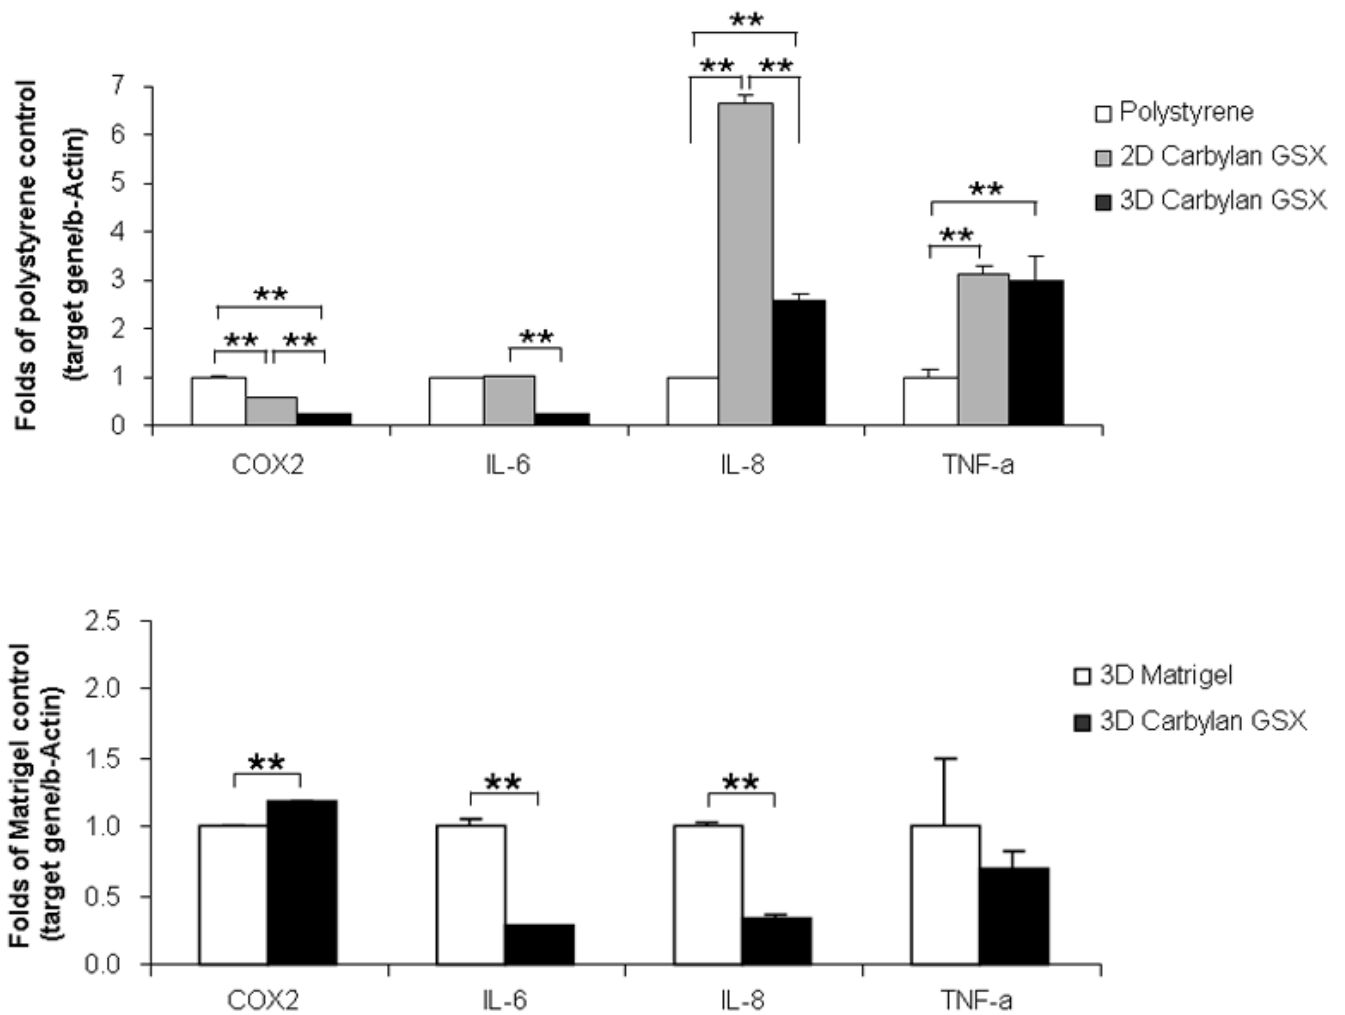 **
** **
7
6
5
4
3
2
1
0
Folds of polystyrene control
(target gene/b-Actin)
Polystyrene
2D Carbylan GSX
3D Carbylan GSX
**
**
**
** **
**
COX2 IL-6 IL-8 TNF-a
2.5
2.0
1.5
1.0
0.5
0.0
Folds of Matrigel control
(target gene/b-Actin)
3D Matrigel
3D Carbylan GSX
** ** **
COX2 IL-6 IL-8 TNF-a